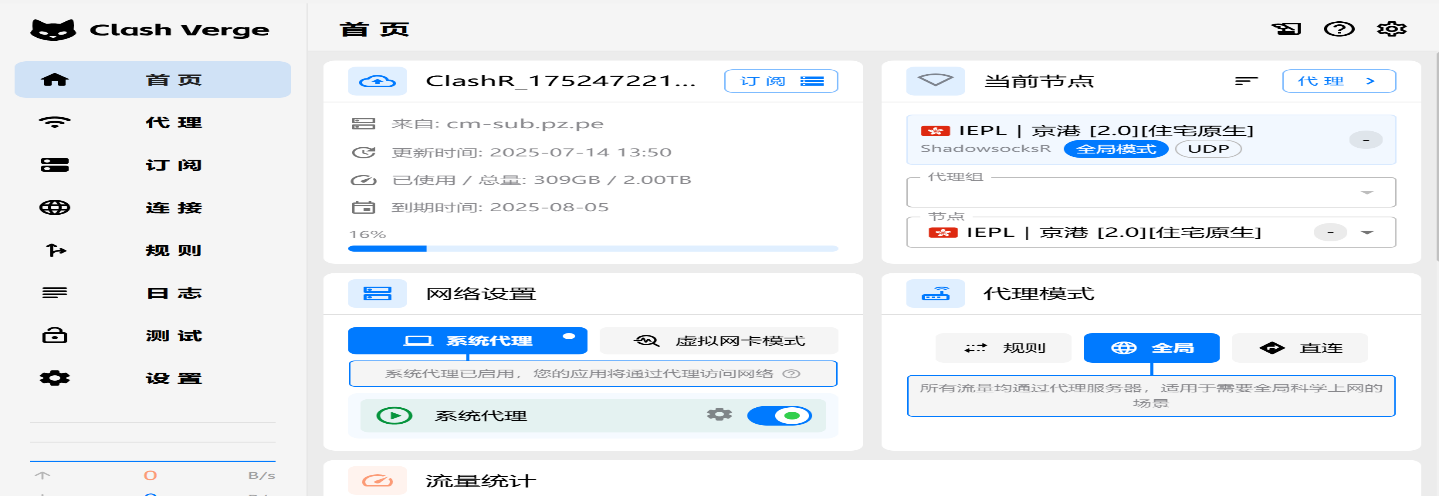 Clash Verge
首页
代理
订阅
连接
规则
日志
测试
设置
0 B/s
首页
ClashR_175247221...
订阅
来自: cm-sub.pz.pe
更新时间: 2025-07-14 13:50
已使用 / 总量: 309GB / 2.00TB
到期时间: 2025-08-05
16%
当前节点
代理
IEPL | 京港 [2.0][住宅原生]
-
ShadowsocksR 全局模式 UDP
代理组
节点
IEPL | 京港 [2.0][住宅原生]
-
网络设置
系统代理 虚拟网卡模式
系统代理已启用，您的应用将通过代理访问网络
系统代理
代理模式
规则 全局 直连
所有流量均通过代理服务器，适用于需要全局科学上网的
场景
流量统计